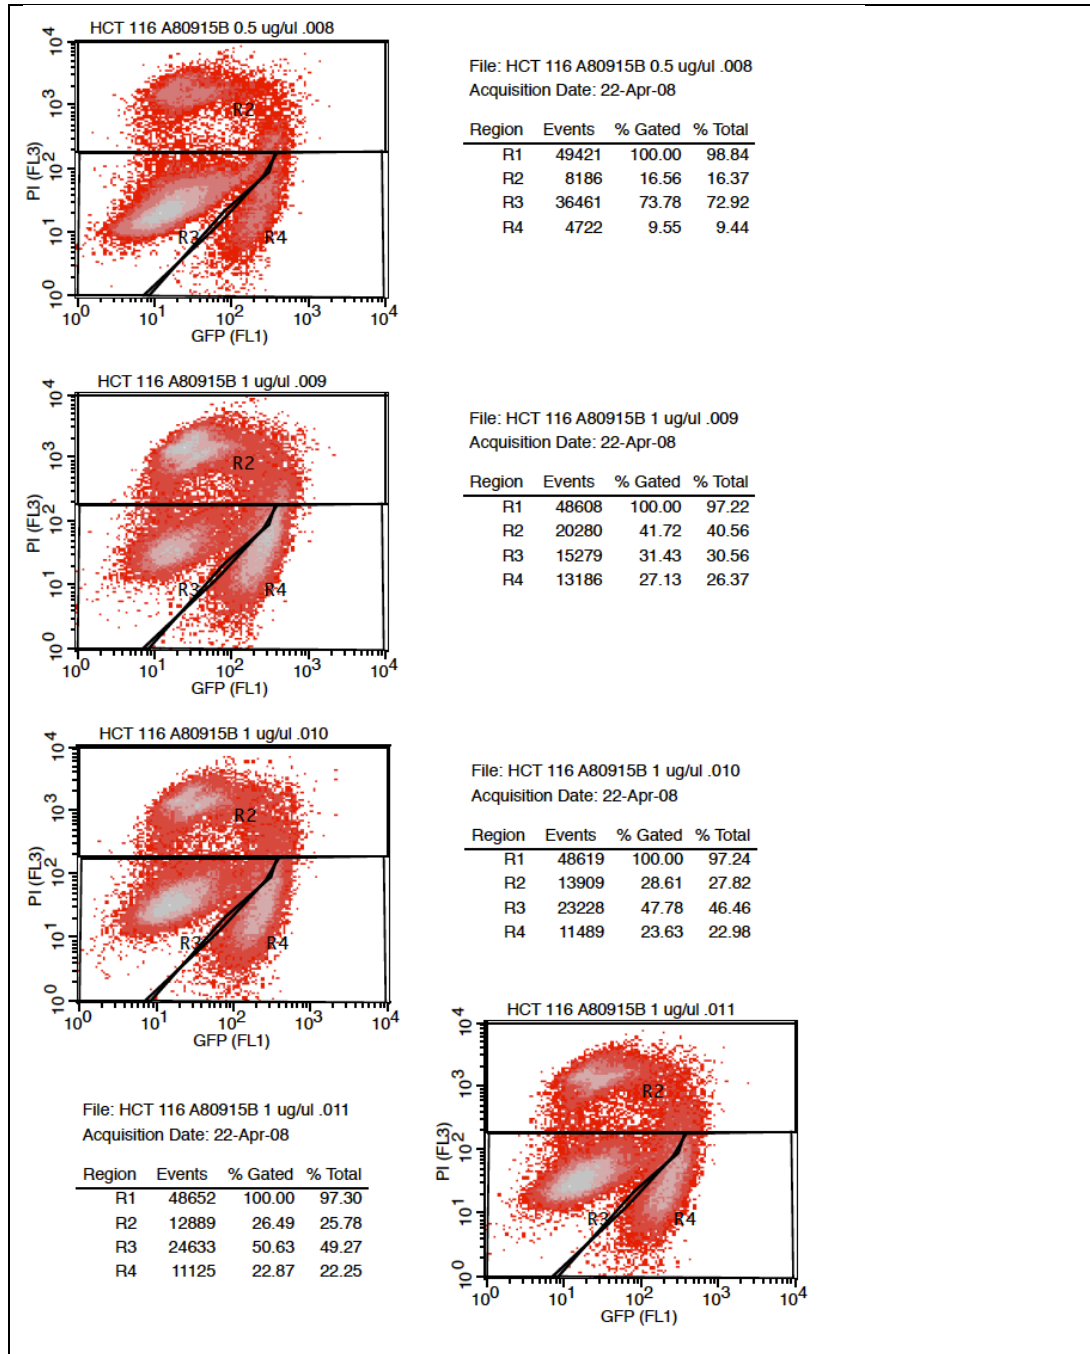 HCT 116 A80915B 0.5 ug/ul .008
10^4
10^3
10^2
10^1
10^0
PI (FL3)
R2
R3
R4
10^0 10^1 10^2 10^3 10^4
GFP (FL1)
File: HCT 116 A80915B 0.5 ug/ul .008
Acquisition Date: 22-Apr-08
Region Events % Gated % Total
R1 49421 100.00 98.84
R2 8186 16.56 16.37
R3 36461 73.78 72.92
R4 4722 9.55 9.44
HCT 116 A80915B 1 ug/ul .009
10^4
10^3
10^2
10^1
10^0
PI (FL3)
R2
R3
R4
10^0 10^1 10^2 10^3 10^4
GFP (FL1)
File: HCT 116 A80915B 1 ug/ul .009
Acquisition Date: 22-Apr-08
Region Events % Gated % Total
R1 48608 100.00 97.22
R2 20280 41.72 40.56
R3 15279 31.43 30.56
R4 13186 27.13 26.37
HCT 116 A80915B 1 ug/ul .010
10^4
10^3
10^2
10^1
10^0
PI (FL3)
R2
R3
R4
10^0 10^1 10^2 10^3 10^4
GFP (FL1)
File: HCT 116 A80915B 1 ug/ul .010
Acquisition Date: 22-Apr-08
Region Events % Gated % Total
R1 48619 100.00 97.24
R2 13909 28.61 27.82
R3 23228 47.78 46.46
R4 11489 23.63 22.98
File: HCT 116 A80915B 1 ug/ul .011
Acquisition Date: 22-Apr-08
Region Events % Gated % Total
R1 48652 100.00 97.30
R2 12889 26.49 25.78
R3 24633 50.63 49.27
R4 11125 22.87 22.25
HCT 116 A80915B 1 ug/ul .011
10^4
10^3
10^2
10^1
10^0
PI (FL3)
R2
R3
R4
10^0 10^1 10^2 10^3 10^4
GFP (FL1)